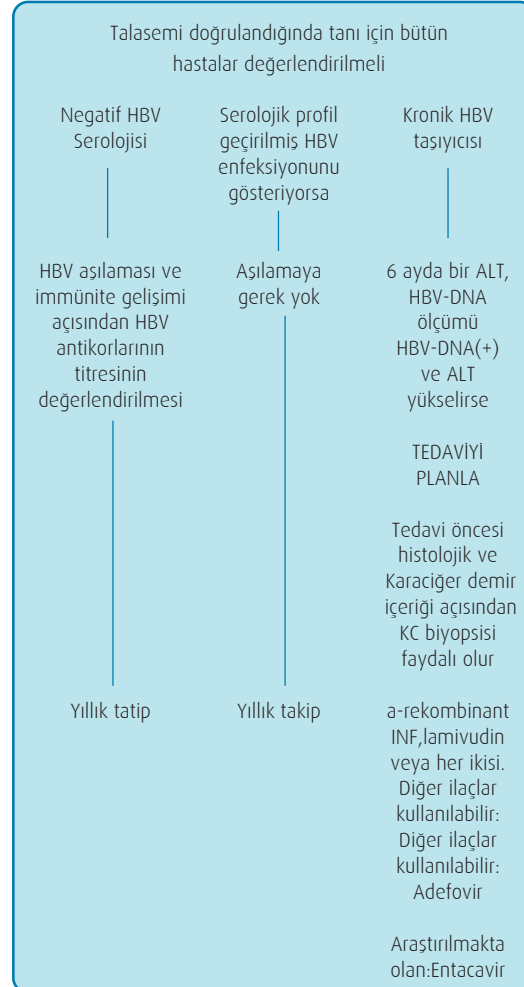 Talasemi doğrulandığında tanı için bütün
hastalar değerlendirilmeli
Negatif HBV
Serolojisi
HBV aşılaması ve
immünite gelişimi
açısından HBV
antikorlarının
titresinin
değerlendirilmesi
Yıllık tatip
Serolojik profil
geçirilmiş HBV
enfeksiyonunu
gösteriyorsa
Aşılamaya
gerek yok
Yıllık takip
Kronik HBV
taşıyıcısı
6 ayda bir ALT,
HBV-DNA
ölçümü
HBV-DNA(+)
ve ALT
yükselirse
TEDAVİYİ
PLANLA
Tedavi öncesi
histolojik ve
Karaciğer demir
içeriği açısından
KC biyopsisi
faydalı olur
a-rekombinant
INF,lamivudin
veya her ikisi.
Diğer ilaçlar
kullanılabilir:
Diğer ilaçlar
kullanılabilir:
Adefovir
Araştırılmakta
olan:Entacavir